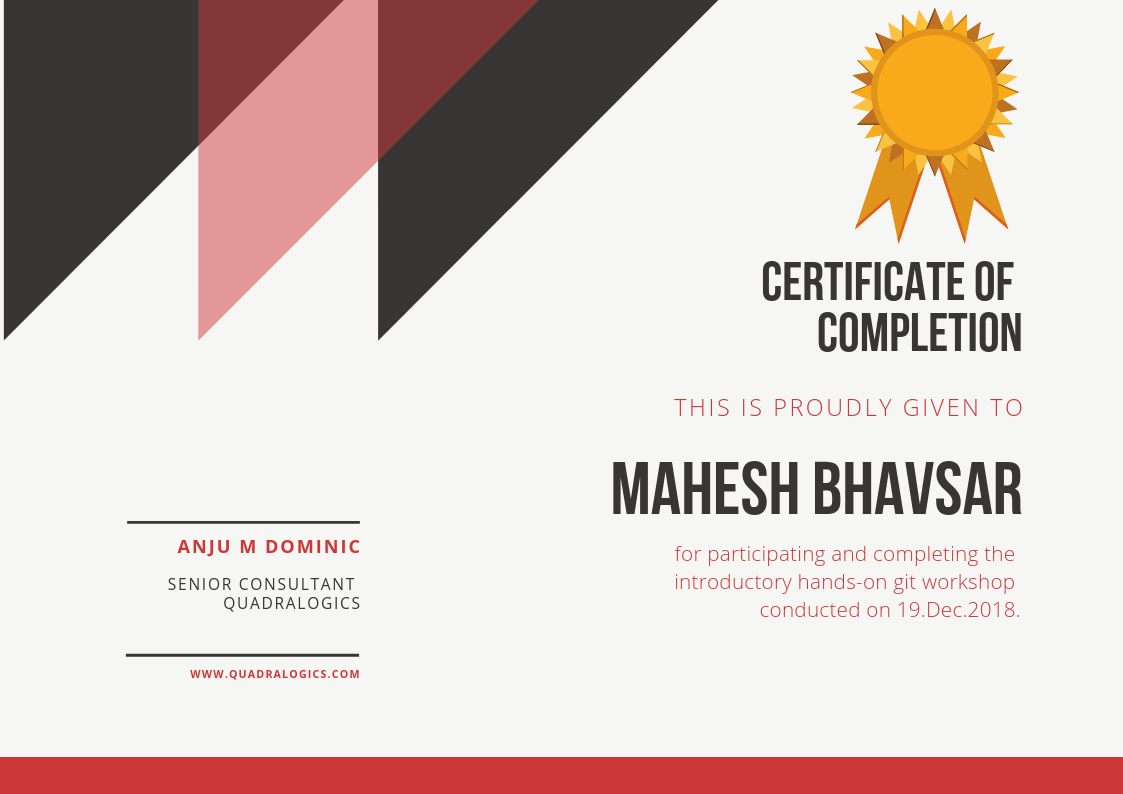 CERTIFICATE OF
COMPLETION
THIS IS PROUDLY GIVEN TO
MAHESH BHAVSAR
for participating and completing the
introductory hands-on git workshop
conducted on 19.Dec.2018.
ANJU M DOMINIC
SENIOR CONSULTANT
QUADRALOGICS
WWW.QUADRALOGICS.COM